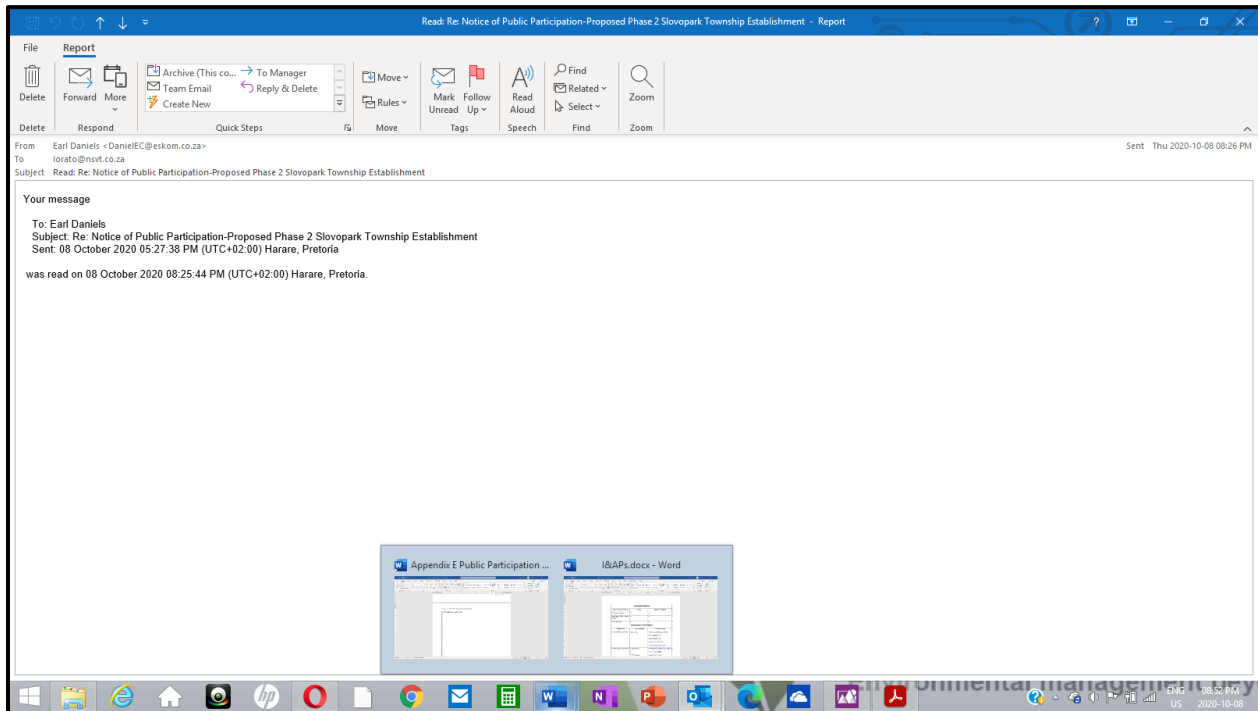 Read: Re: Notice of Public Participation-Proposed Phase 2 Slovopark Township Establishment - Report
File Report
Delete
Forward
More
Archive (This co...
To Manager
Team Email
Reply & Delete
Create New
Move
Rules
Mark Unread
Follow Up
Read Aloud
Find
Related
Select
Zoom
Delete Respond Quick Steps Move Tags Speech Find Zoom
From Earl Daniels <DanielEC@eskom.co.za> Sent Thu 2020-10-08 08:26 PM
To lorato@nsvt.co.za
Subject Read: Re: Notice of Public Participation-Proposed Phase 2 Slovopark Township Establishment
Your message
To: Earl Daniels
Subject: Re: Notice of Public Participation-Proposed Phase 2 Slovopark Township Establishment
Sent: 08 October 2020 05:27:38 PM (UTC+02:00) Harare, Pretoria
was read on 08 October 2020 08:25:44 PM (UTC+02:00) Harare, Pretoria.
Appendix E Public Participation ... I&APs.docx - Word
ENG 08:52 PM
US 2020-10-08